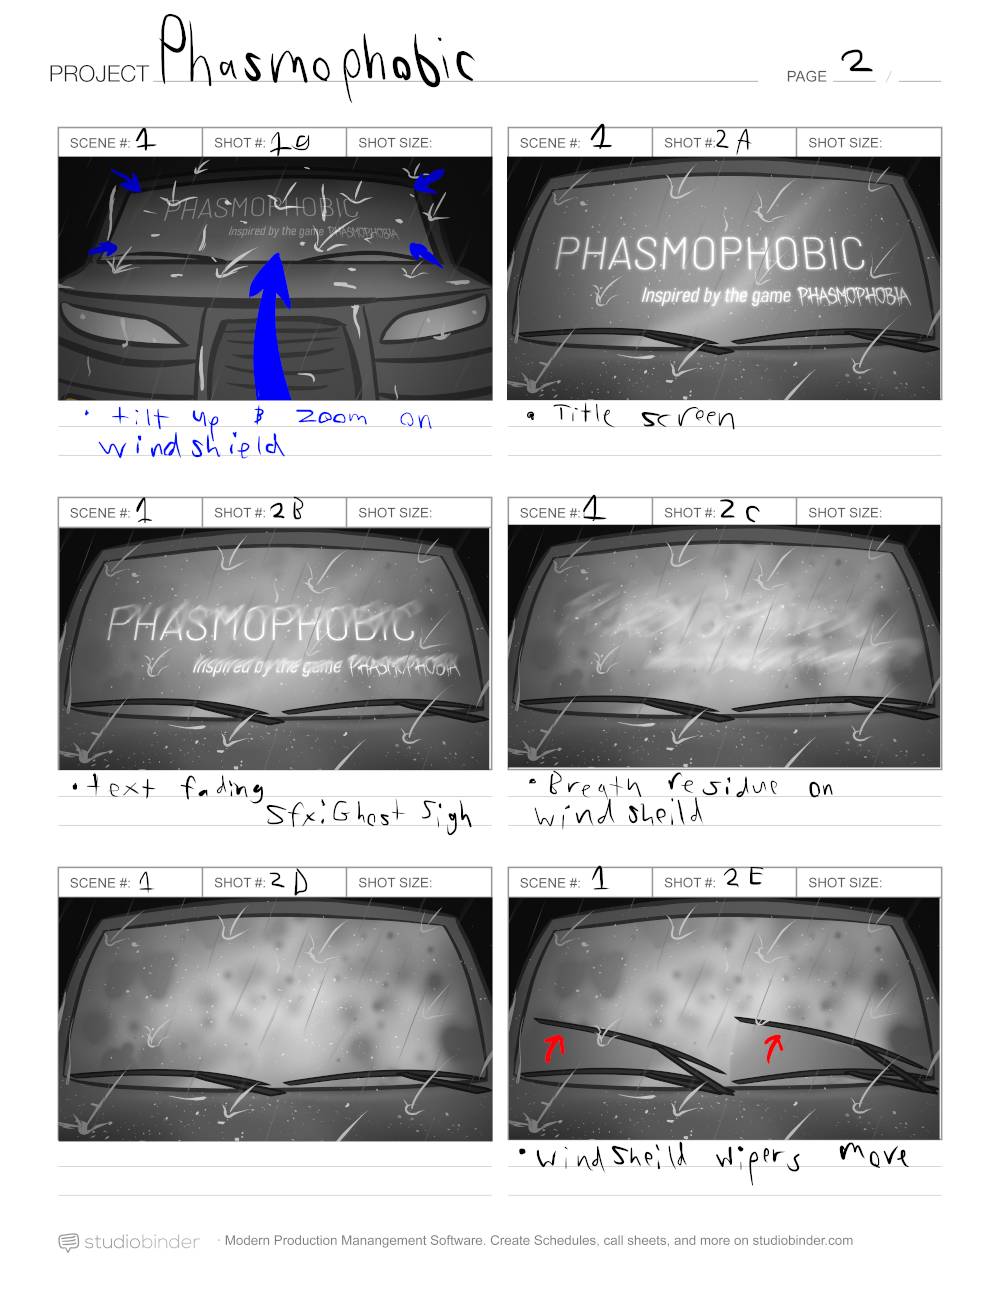 PROJECT Phasmophobic
PAGE 2 /
SCENE #: 1 SHOT #: 1G SHOT SIZE:
PHASMOPHOBIC
Inspired by the game PHASMOPHOBIA
• tilt up & zoom on
windshield
SCENE #: 1 SHOT #: 2A SHOT SIZE:
PHASMOPHOBIC
Inspired by the game PHASMOPHOBIA
• Title screen
SCENE #: 1 SHOT #: 2B SHOT SIZE:
PHASMOPHOBIC
Inspired by the game PHASMOPHOBIA
• text fading
Sfx: Ghost Sigh
SCENE #: 1 SHOT #: 2C SHOT SIZE:
• Breath residue on
windsheild
SCENE #: 1 SHOT #: 2D SHOT SIZE:
SCENE #: 1 SHOT #: 2E SHOT SIZE:
• Windsheild wipers move
studiobinder · Modern Production Manangement Software. Create Schedules, call sheets, and more on studiobinder.com